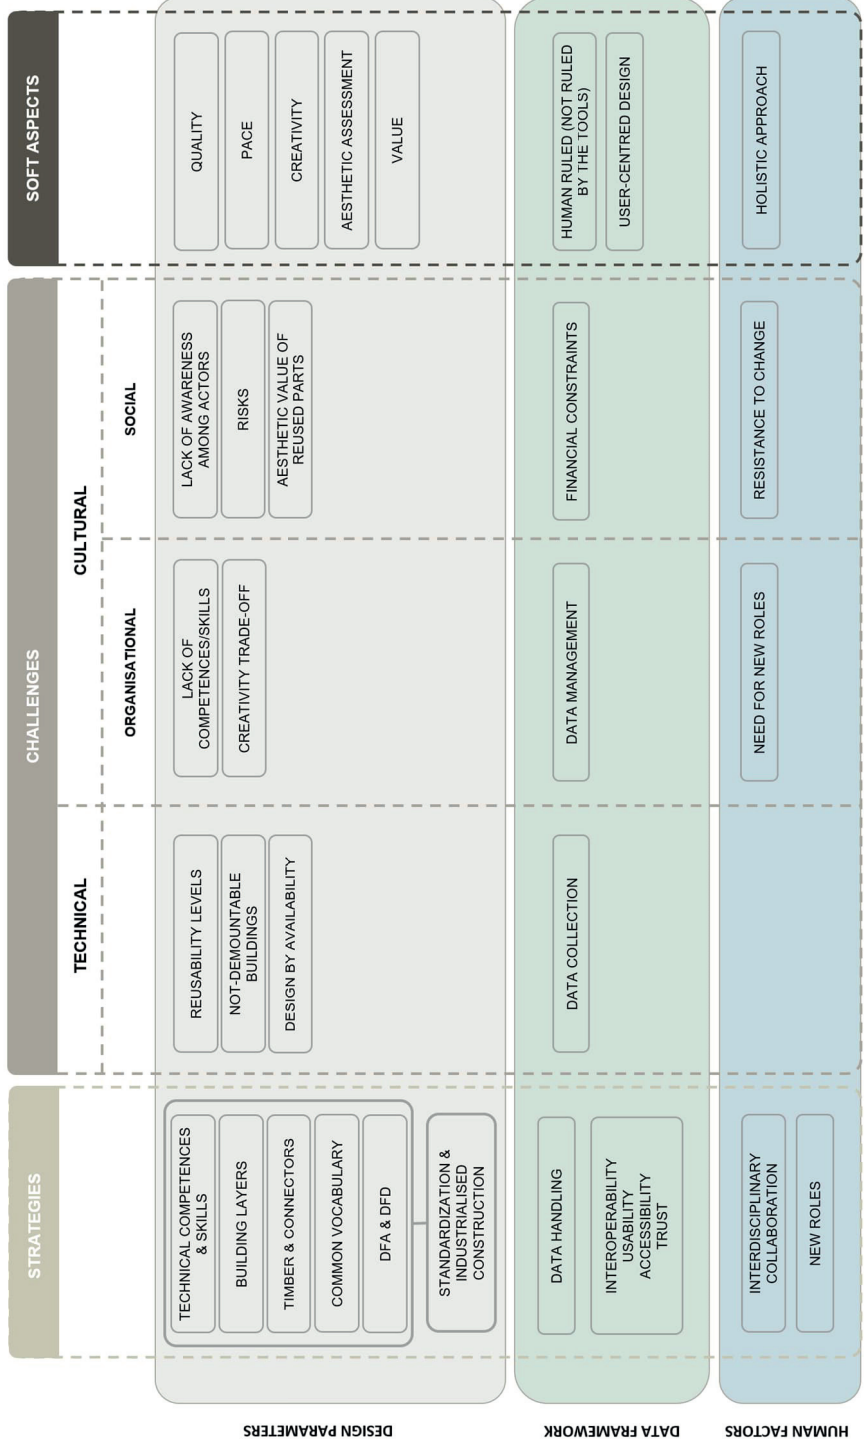 STRATEGIES
CHALLENGES
SOFT ASPECTS
TECHNICAL
CULTURAL
ORGANISATIONAL
SOCIAL
DESIGN PARAMETERS
TECHNICAL COMPETENCES
& SKILLS
BUILDING LAYERS
TIMBER & CONNECTORS
COMMON VOCABULARY
DFA & DFD
STANDARDIZATION &
INDUSTRIALISED
CONSTRUCTION
REUSABILITY LEVELS
NOT-DEMOUNTABLE
BUILDINGS
DESIGN BY AVAILABILITY
LACK OF
COMPETENCES/SKILLS
CREATIVITY TRADE-OFF
LACK OF AWARENESS
AMONG ACTORS
RISKS
AESTHETIC VALUE OF
REUSED PARTS
QUALITY
PACE
CREATIVITY
AESTHETIC ASSESSMENT
VALUE
DATA FRAMEWORK
DATA HANDLING
INTEROPERABILITY
USABILITY
ACCESSIBILITY
TRUST
DATA COLLECTION
DATA MANAGEMENT
FINANCIAL CONSTRAINTS
HUMAN RULED (NOT RULED
BY THE TOOLS)
USER-CENTRED DESIGN
HUMAN FACTORS
INTERDISCIPLINARY
COLLABORATION
NEW ROLES
NEED FOR NEW ROLES
RESISTANCE TO CHANGE
HOLISTIC APPROACH